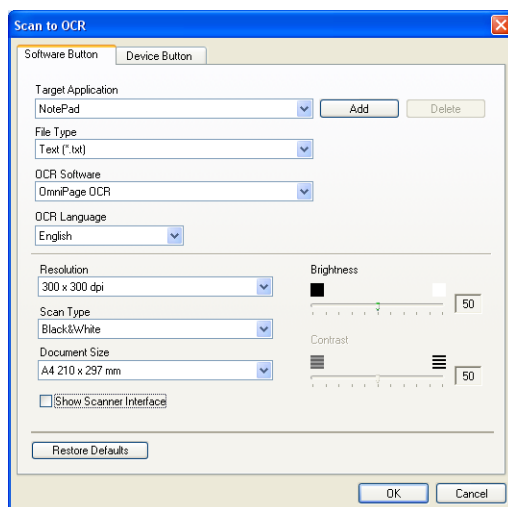 Scan to OCR
Software Button Device Button
Target Application
NotePad Add Delete
File Type
Text (*.txt)
OCR Software
OmniPage OCR
OCR Language
English
Resolution Brightness
300 x 300 dpi
50
Scan Type
Black&White
Contrast
Document Size
A4 210 x 297 mm 50
Show Scanner Interface
Restore Defaults
OK Cancel